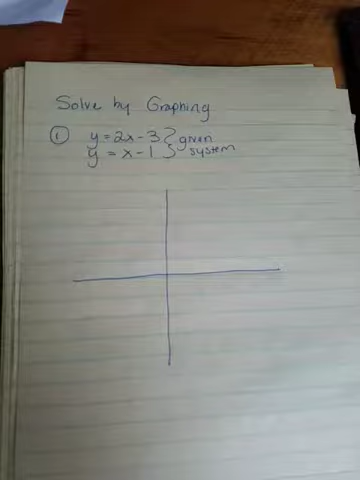 Solve by Graphing
① y = 2x - 3 } given
y = x - 1 } system